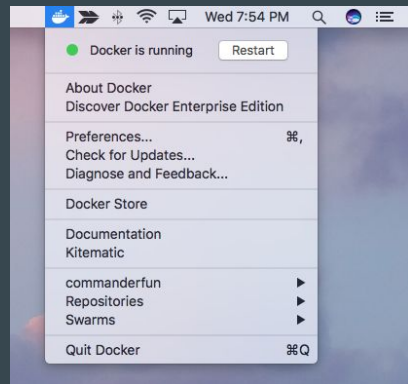 Wed 7:54 PM
Docker is running Restart
About Docker
Discover Docker Enterprise Edition
Preferences... ⌘,
Check for Updates...
Diagnose and Feedback...
Docker Store
Documentation
Kitematic
commanderfun
Repositories
Swarms
Quit Docker ⌘Q